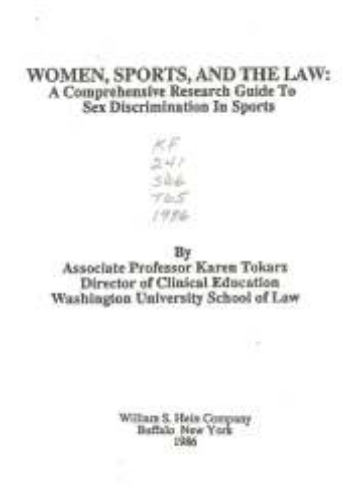 WOMEN, SPORTS, AND THE LAW:
A Comprehensive Research Guide To
Sex Discrimination In Sports
KF
241
S66
T65
1986
By
Associate Professor Karen Tokarz
Director of Clinical Education
Washington University School of Law
William S. Hein Company
Buffalo New York
1986